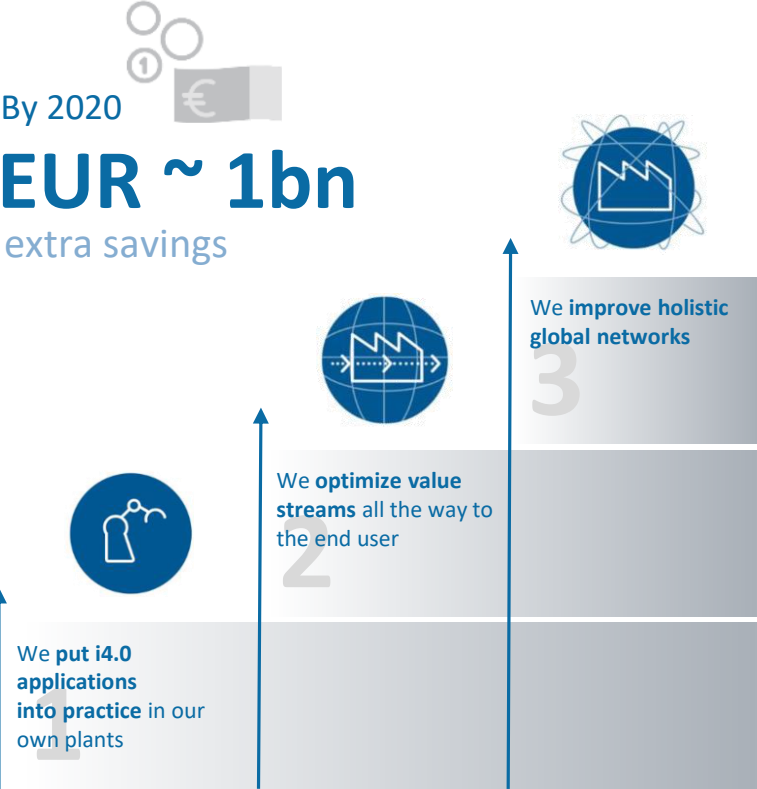 1
€
By 2020
EUR ~ 1bn
extra savings
We improve holistic
global networks
3
We optimize value
streams all the way to
the end user
2
We put i4.0
applications
into practice in our
own plants
1